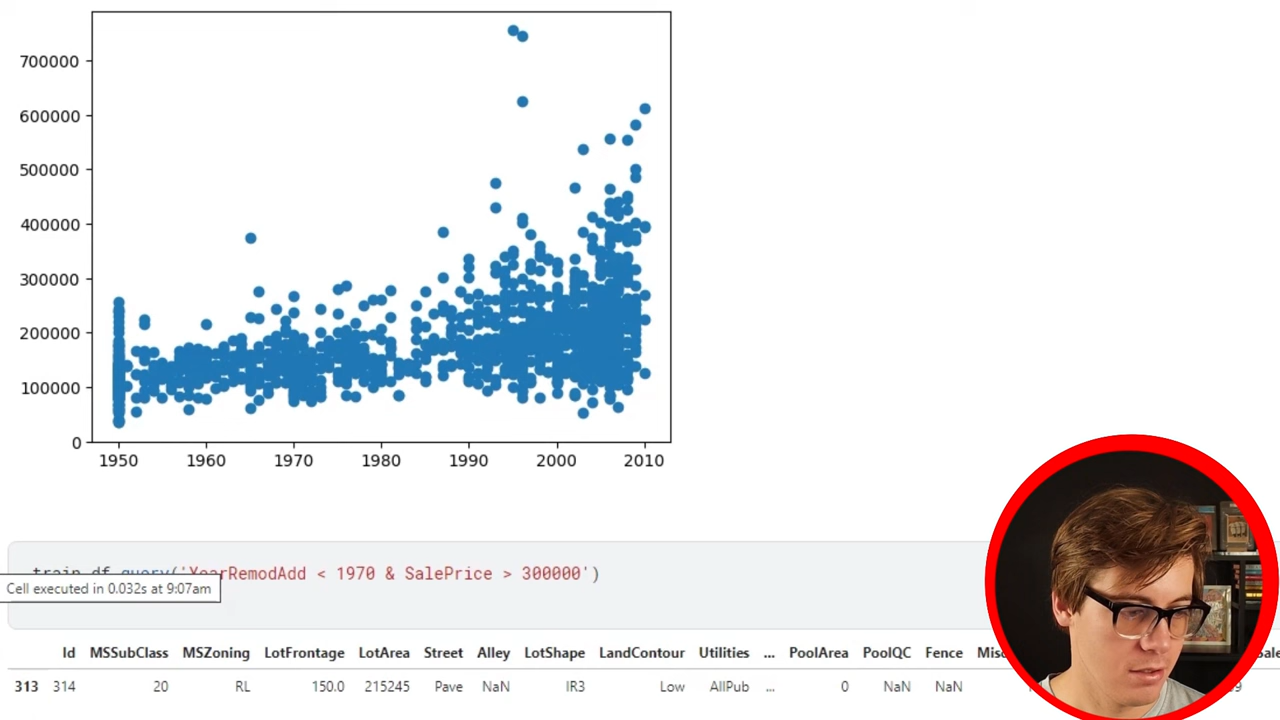 700000
600000
500000
400000
300000
200000
100000
0
1950 1960 1970 1980 1990 2000 2010
train_df.query('YearRemodAdd < 1970 & SalePrice > 300000')
Cell executed in 0.032s at 9:07am
Id MSSubClass MSZoning LotFrontage LotArea Street Alley LotShape LandContour Utilities ... PoolArea PoolQC Fence
313 314 20 RL 150.0 215245 Pave NaN IR3 Low AllPub ... 0 NaN NaN